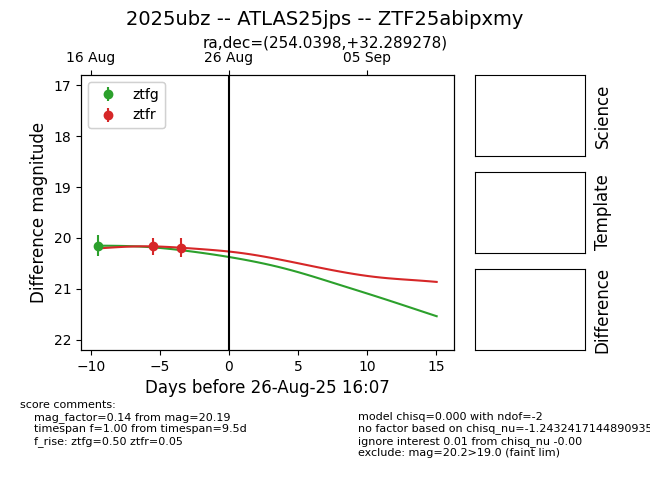 2025ubz -- ATLAS25jps -- ZTF25abipxmy
ra,dec=(254.0398,+32.289278)
16 Aug 26 Aug 05 Sep
ztfg
ztfr
17
18
19
20
21
22
Difference magnitude
−10 −5 0 5 10 15
Days before 26-Aug-25 16:07
Science
Template
Difference
score comments:
mag_factor=0.14 from mag=20.19
timespan f=1.00 from timespan=9.5d
f_rise: ztfg=0.50 ztfr=0.05
model chisq=0.000 with ndof=-2
no factor based on chisq_nu=-1.2432417144890935
ignore interest 0.01 from chisq_nu -0.00
exclude: mag=20.2>19.0 (faint lim)